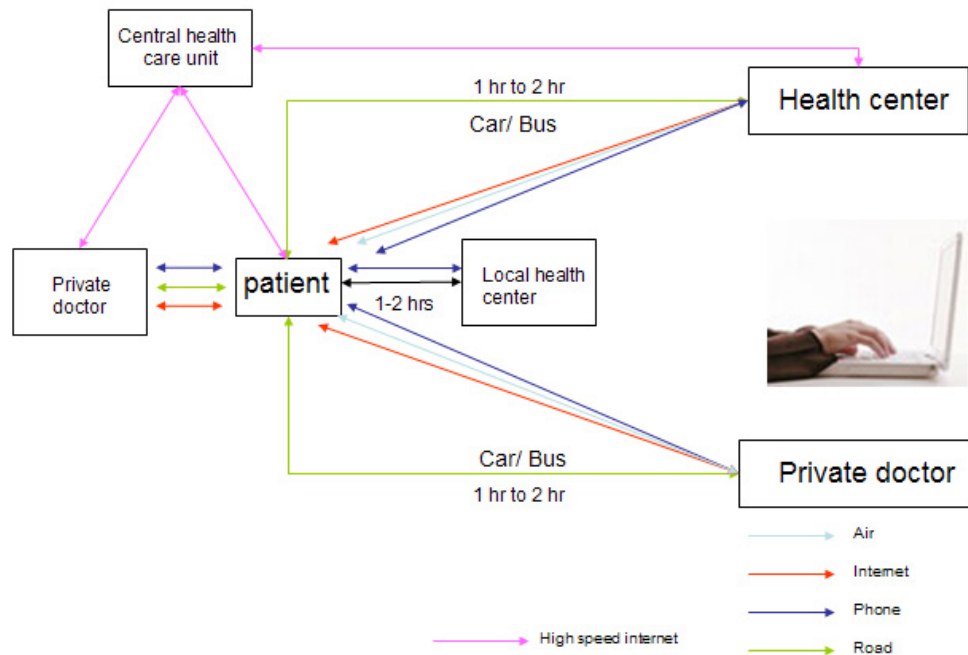 Central health
care unit
1 hr to 2 hr
Health center
Car/ Bus
Private
doctor
patient
Local health
center
1-2 hrs
Car/ Bus
Private doctor
1 hr to 2 hr
Air
Internet
Phone
High speed internet
Road